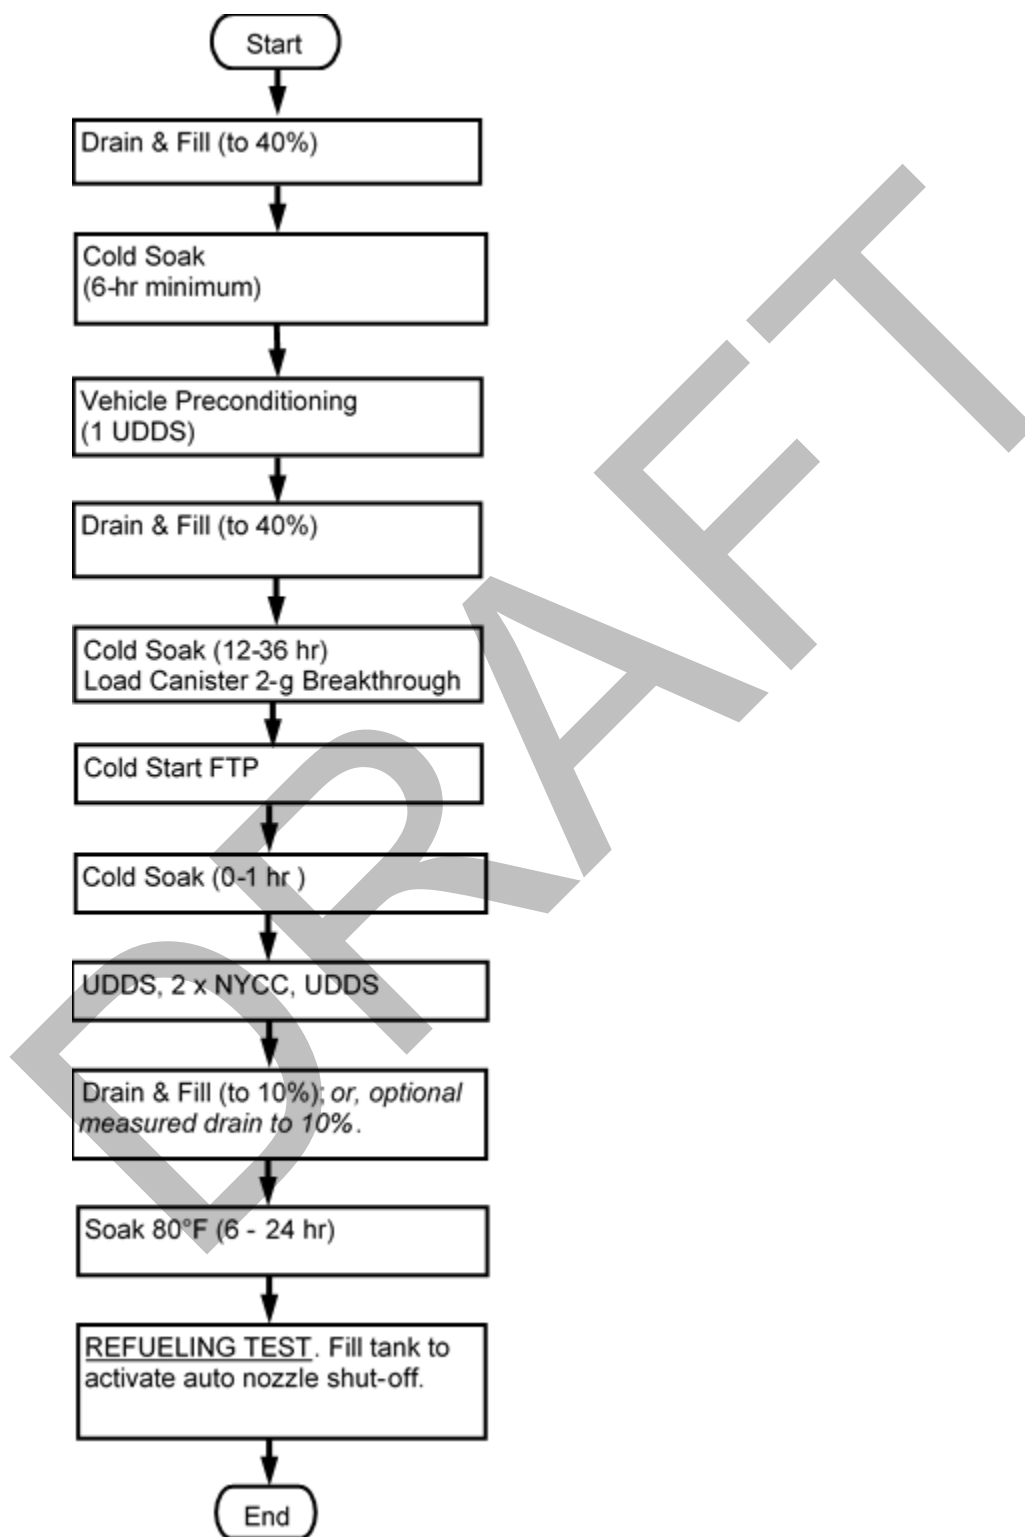 Start
Drain & Fill (to 40%)
Cold Soak
(6-hr minimum)
Vehicle Preconditioning
(1 UDDS)
Drain & Fill (to 40%)
Cold Soak (12-36 hr)
Load Canister 2-g Breakthrough
Cold Start FTP
Cold Soak (0-1 hr )
UDDS, 2 x NYCC, UDDS
Drain & Fill (to 10%); or, optional
measured drain to 10%.
Soak 80°F (6 - 24 hr)
REFUELING TEST. Fill tank to
activate auto nozzle shut-off.
End
DRAFT